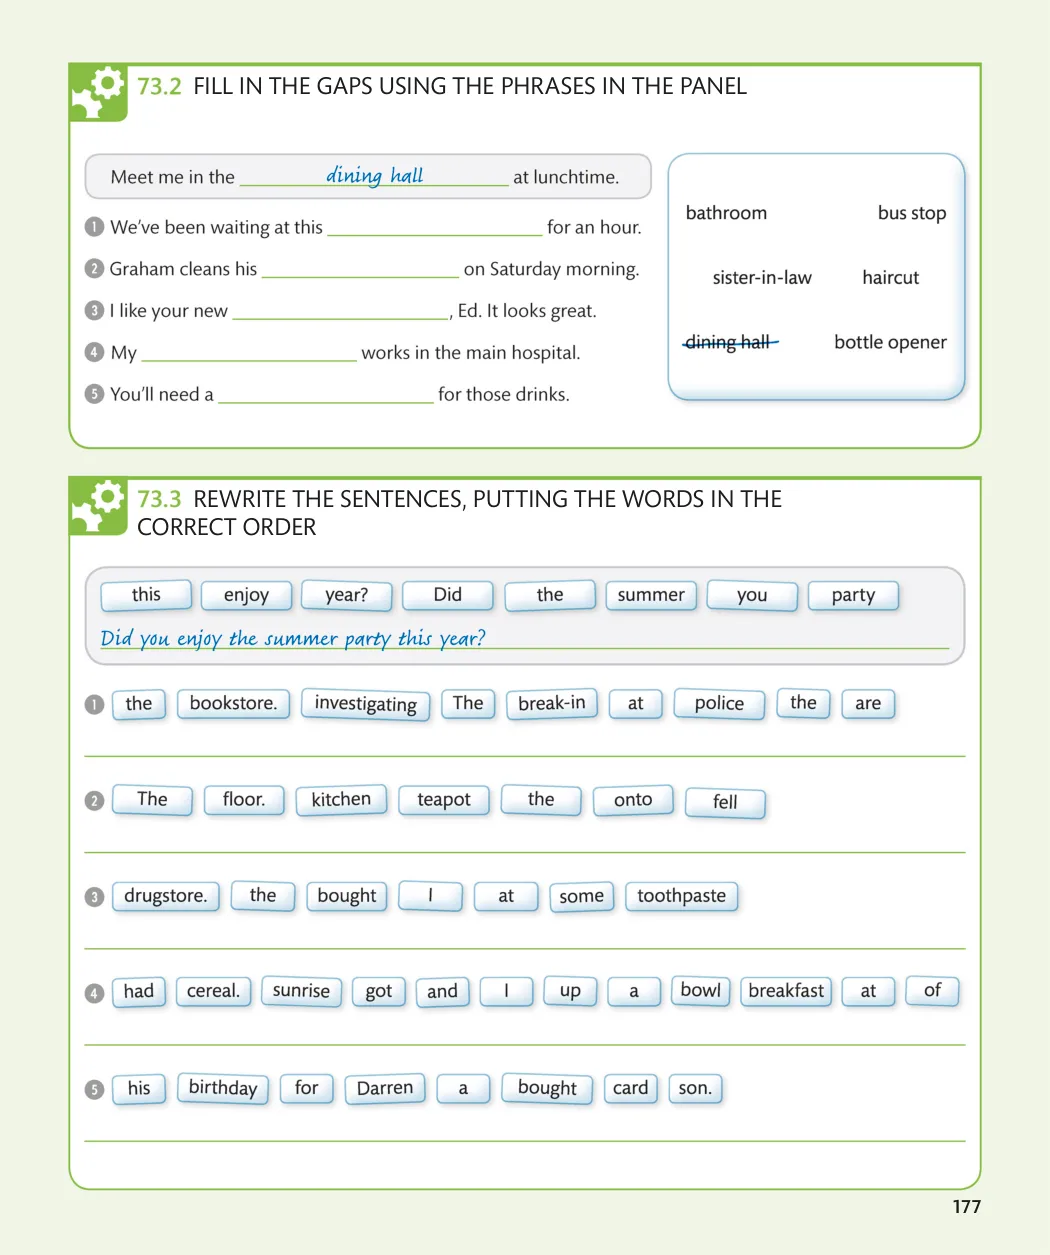 73.2 FILL IN THE GAPS USING THE PHRASES IN THE PANEL
Meet me in the dining hall at lunchtime.
1 We've been waiting at this ____ for an hour.
2 Graham cleans his ____ on Saturday morning.
3 I like your new ____, Ed. It looks great.
4 My ____ works in the main hospital.
5 You'll need a ____ for those drinks.
bathroom bus stop
sister-in-law haircut
dining hall bottle opener
73.3 REWRITE THE SENTENCES, PUTTING THE WORDS IN THE
CORRECT ORDER
this enjoy year? Did the summer you party
Did you enjoy the summer party this year?
1 the bookstore. investigating The break-in at police the are
2 The floor. kitchen teapot the onto fell
3 drugstore. the bought I at some toothpaste
4 had cereal. sunrise got and I up a bowl breakfast at of
5 his birthday for Darren a bought card son.
177